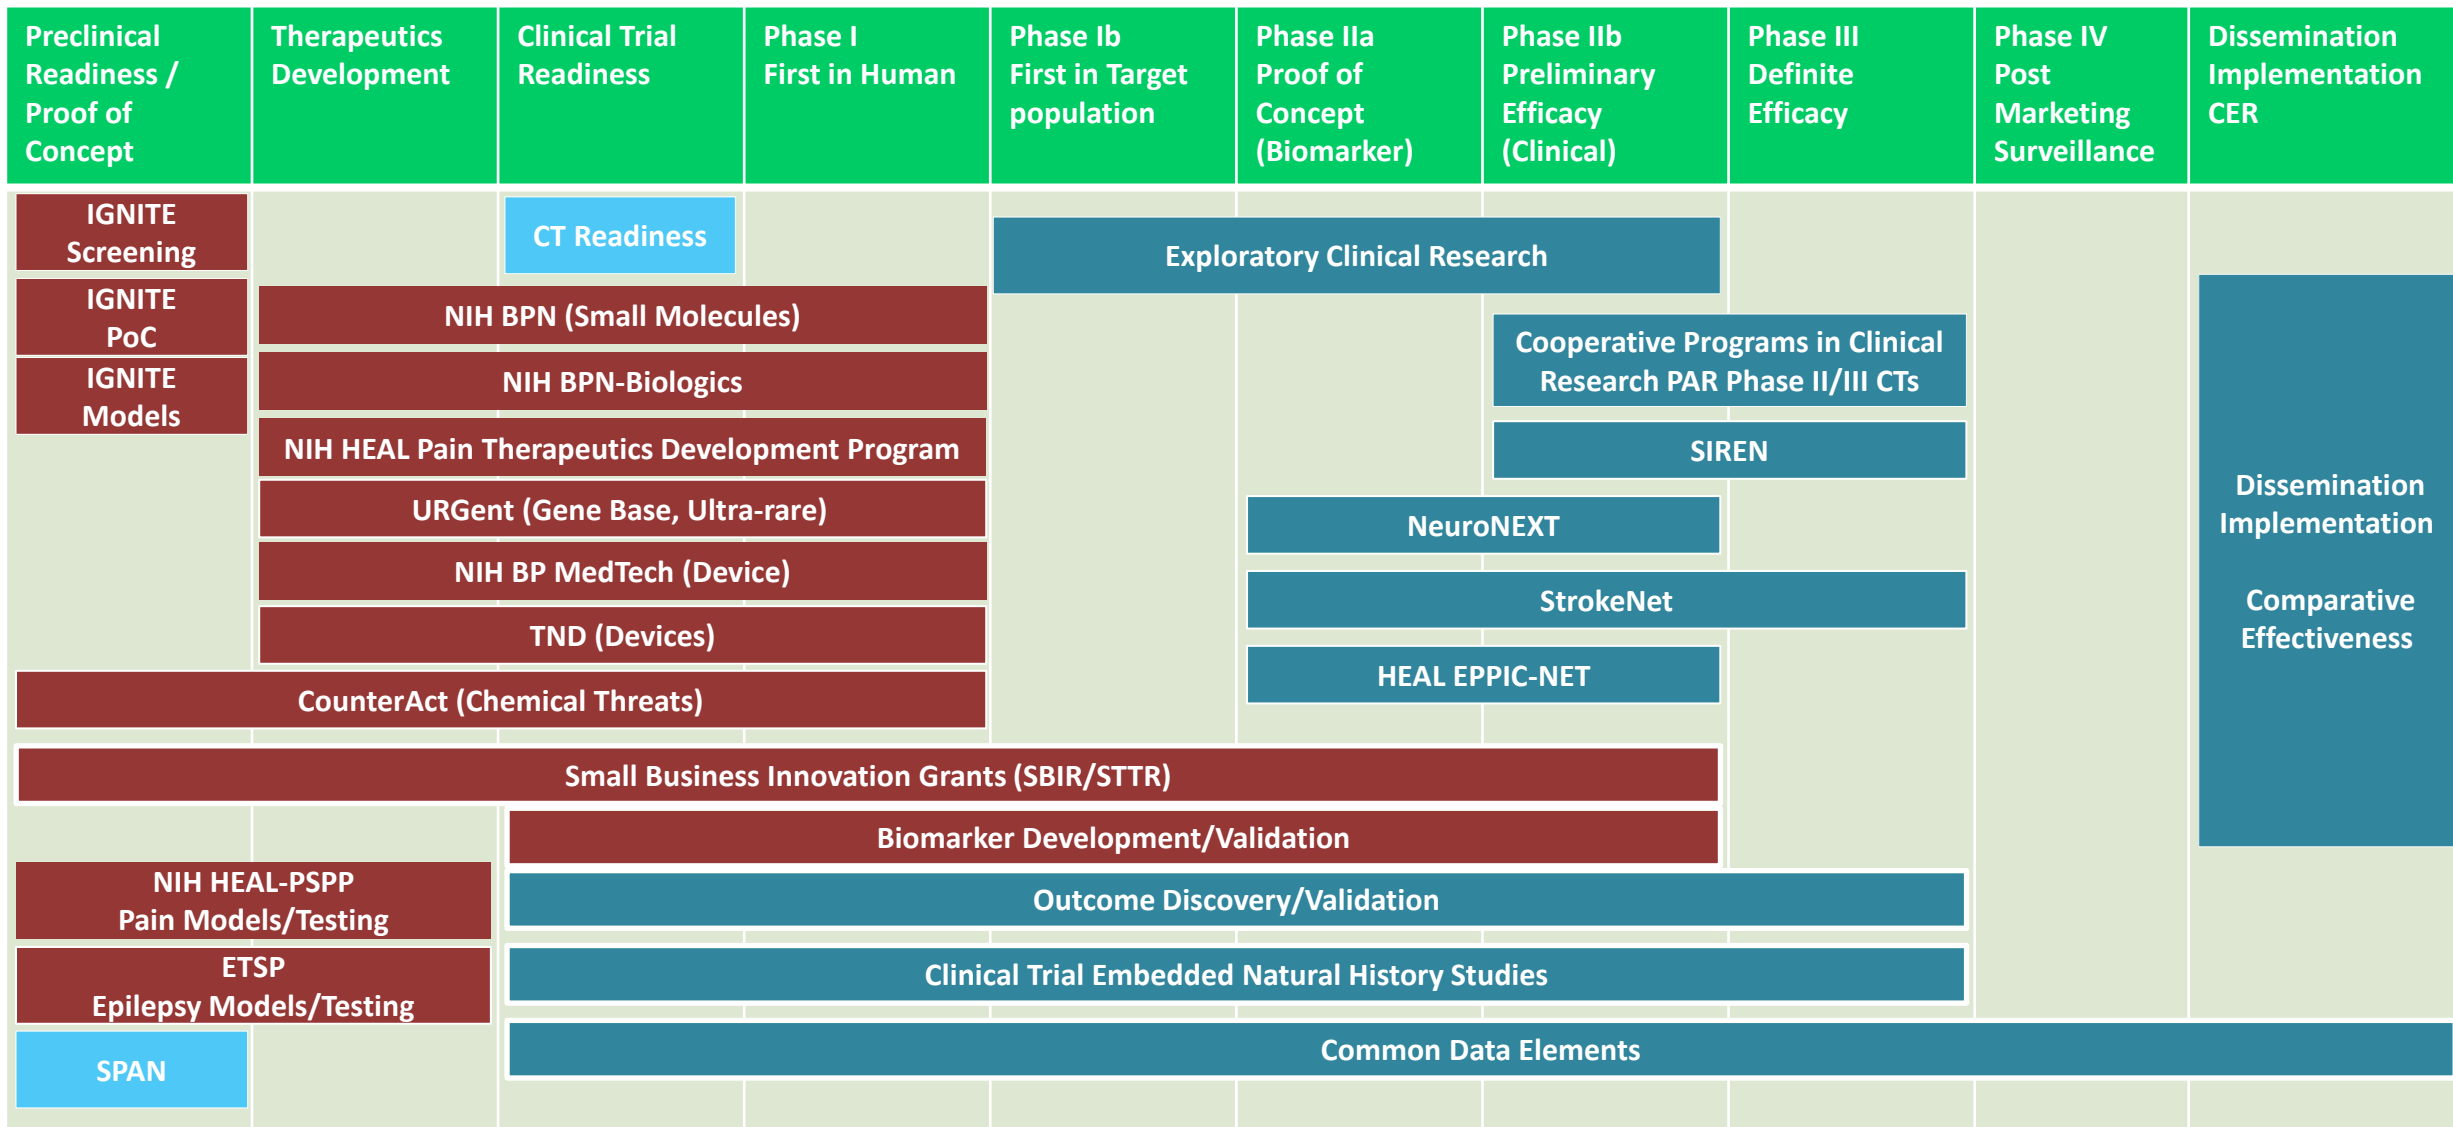 Preclinical
Readiness /
Proof of
Concept
Therapeutics
Development
Clinical Trial
Readiness
Phase I
First in Human
Phase Ib
First in Target
population
Phase IIa
Proof of
Concept
(Biomarker)
Phase IIb
Preliminary
Efficacy
(Clinical)
Phase III
Definite
Efficacy
Phase IV
Post
Marketing
Surveillance
Dissemination
Implementation
CER
IGNITE
Screening
CT Readiness
Exploratory Clinical Research
IGNITE
PoC
NIH BPN (Small Molecules)
Cooperative Programs in Clinical
Research PAR Phase II/III CTs
IGNITE
Models
NIH BPN-Biologics
NIH HEAL Pain Therapeutics Development Program
SIREN
URGent (Gene Base, Ultra-rare)
NeuroNEXT
Dissemination
Implementation
Comparative
Effectiveness
NIH BP MedTech (Device)
StrokeNet
TND (Devices)
HEAL EPPIC-NET
CounterAct (Chemical Threats)
Small Business Innovation Grants (SBIR/STTR)
Biomarker Development/Validation
NIH HEAL-PSPP
Pain Models/Testing
Outcome Discovery/Validation
ETSP
Epilepsy Models/Testing
Clinical Trial Embedded Natural History Studies
SPAN
Common Data Elements